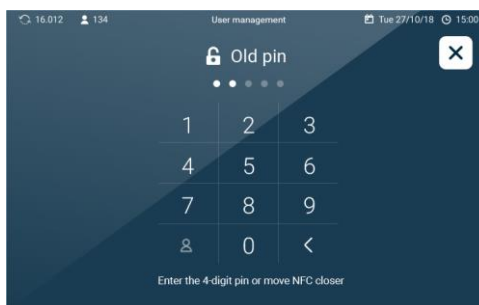 16.012 134 User management Tue 27/10/18 15:00
Old pin
1 2 3
4 5 6
7 8 9
0
Enter the 4-digit pin or move NFC closer